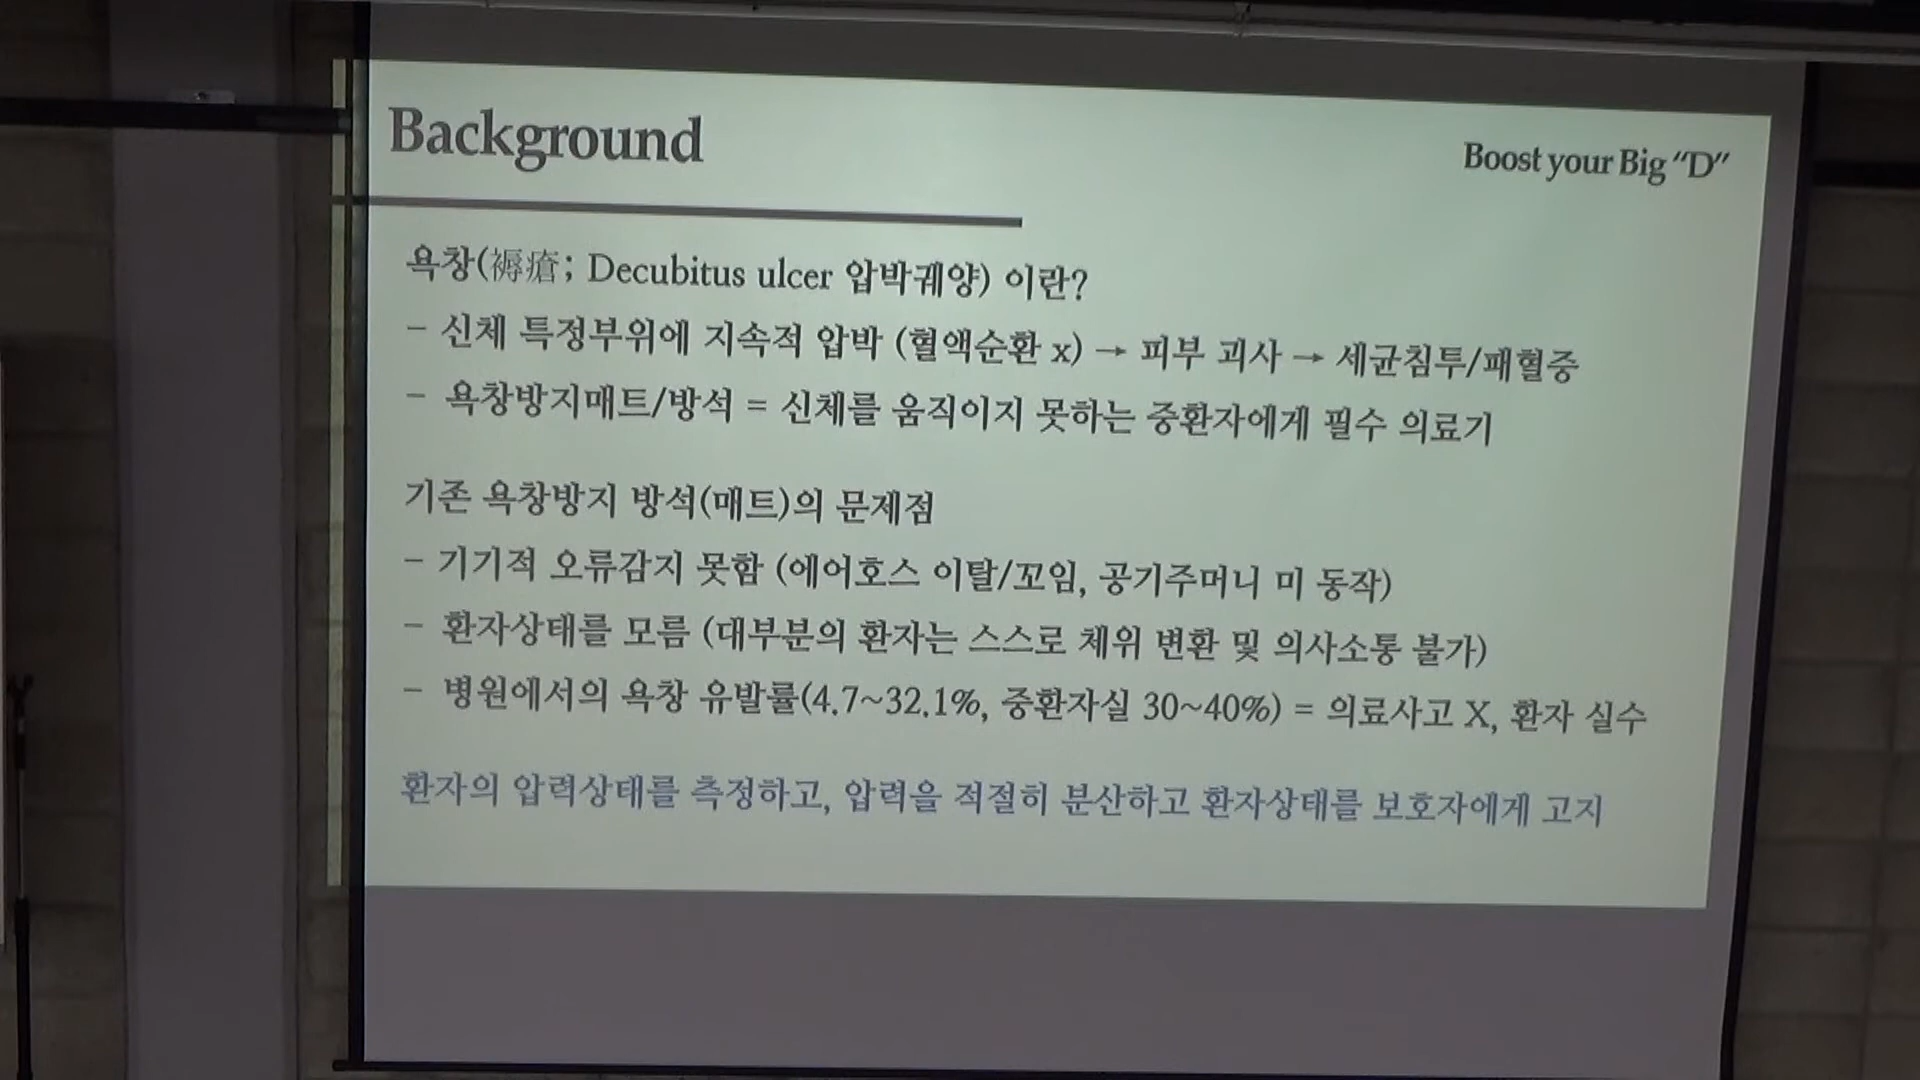 Background
Boost your Big “D”
욕창(褥瘡; Decubitus ulcer 압박궤양) 이란?
– 신체 특정부위에 지속적 압박 (혈액순환 x) → 피부 괴사 → 세균침투/패혈증
– 욕창방지매트/방석 = 신체를 움직이지 못하는 중환자에게 필수 의료기
기존 욕창방지 방석(매트)의 문제점
– 기기적 오류감지 못함 (에어호스 이탈/꼬임, 공기주머니 미 동작)
– 환자상태를 모름 (대부분의 환자는 스스로 체위 변환 및 의사소통 불가)
– 병원에서의 욕창 유발률(4.7~32.1%, 중환자실 30~40%) = 의료사고 X, 환자 실수
환자의 압력상태를 측정하고, 압력을 적절히 분산하고 환자상태를 보호자에게 고지